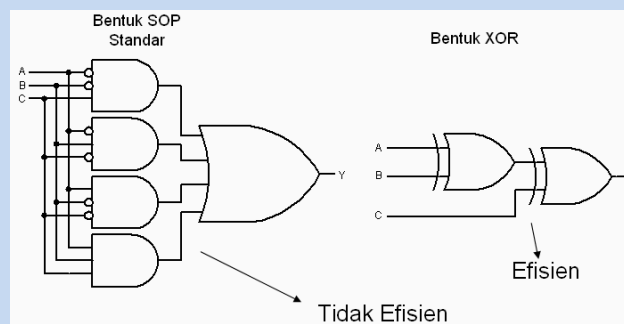 Bentuk SOP
Standar
A
B
C
Y
Tidak Efisien
Bentuk XOR
A
B
C
Efisien